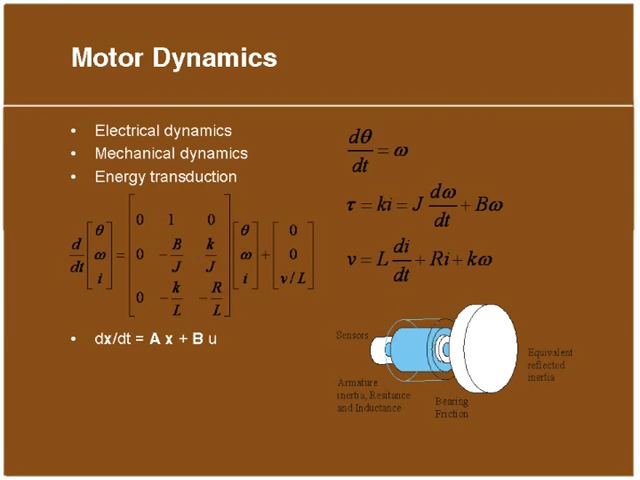 Motor Dynamics
• Electrical dynamics
• Mechanical dynamics
• Energy transduction
d/dt [θ ω i] = [0 1 0; 0 -B/J k/J; 0 -k/L -R/L] [θ ω i] + [0 0 v/L]
• dx/dt = A x + B u
dθ/dt = ω
τ = ki = J dω/dt + Bω
v = L di/dt + Ri + kω
Sensors
Armature
inertia, Resitance
and Inductance
Bearing
Friction
Equivalent
reflected
inertia